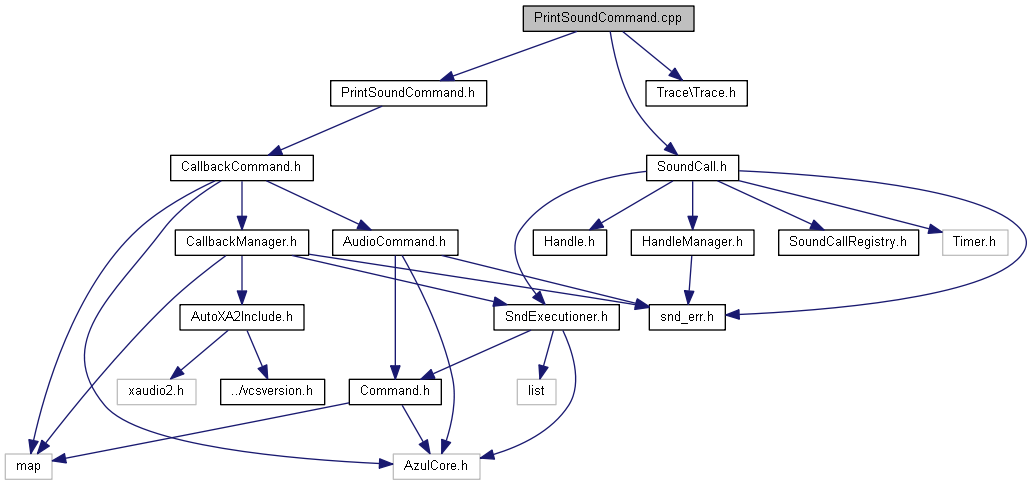 PrintSoundCommand.cpp
PrintSoundCommand.h
Trace\Trace.h
CallbackCommand.h
SoundCall.h
CallbackManager.h
AudioCommand.h
Handle.h
HandleManager.h
SoundCallRegistry.h
Timer.h
AutoXA2Include.h
SndExecutioner.h
snd_err.h
xaudio2.h
../vcsversion.h
Command.h
list
map
AzulCore.h